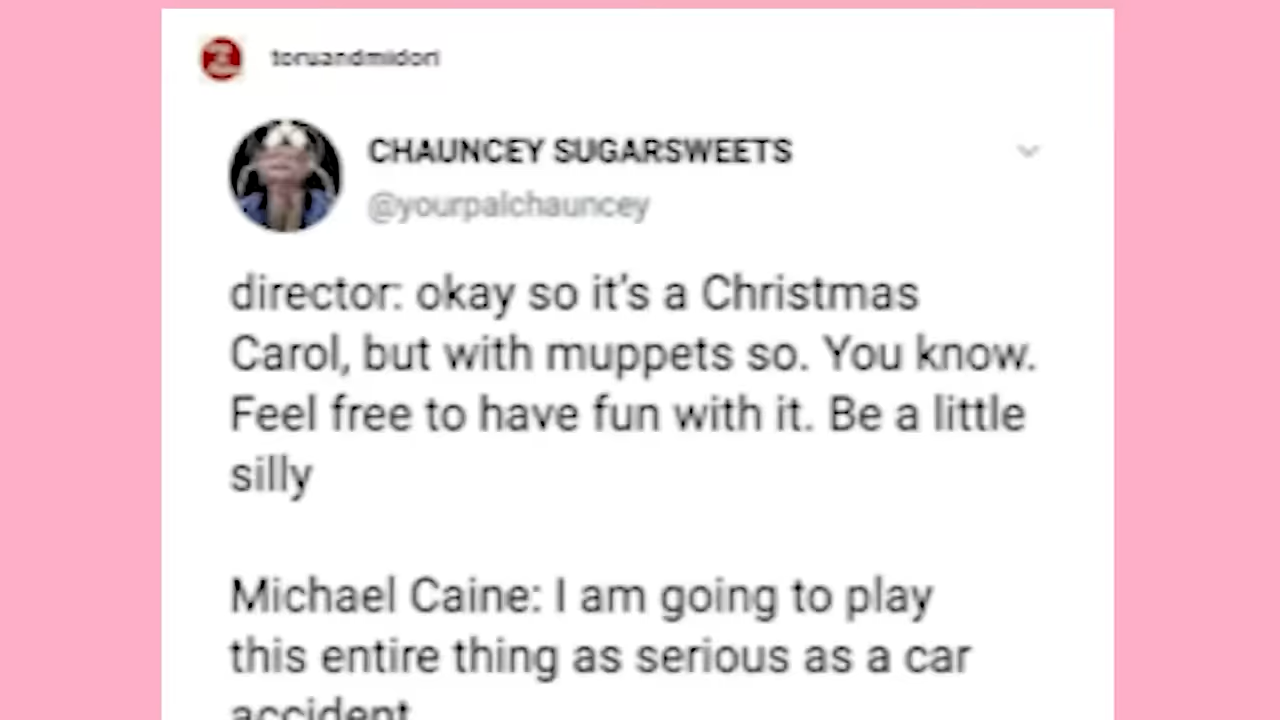 toruandmidori
CHAUNCEY SUGARSWEETS
@yourpalchauncey
director: okay so it's a Christmas
Carol, but with muppets so. You know.
Feel free to have fun with it. Be a little
silly
Michael Caine: I am going to play
this entire thing as serious as a car
accident